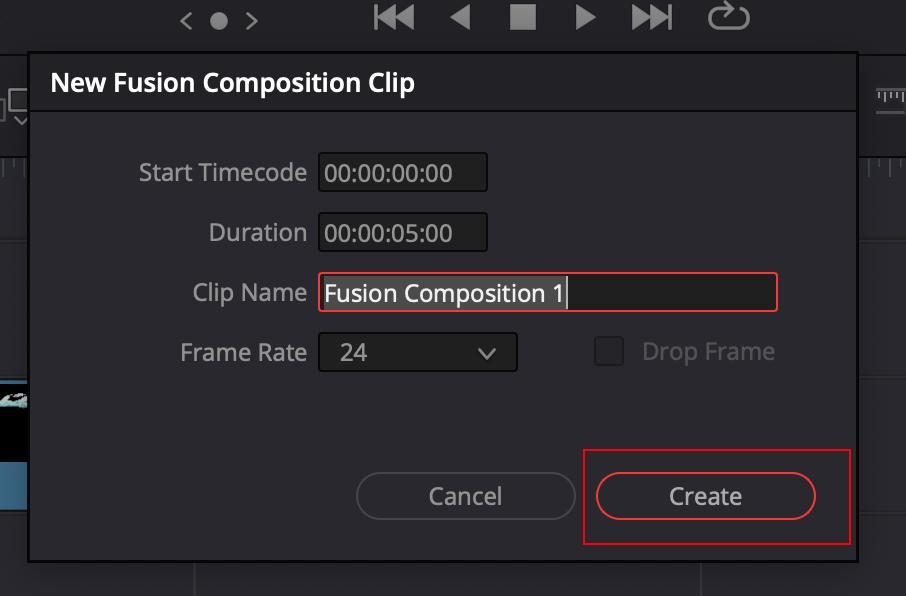 New Fusion Composition Clip
Start Timecode 00:00:00:00
Duration 00:00:05:00
Clip Name Fusion Composition 1
Frame Rate 24 Drop Frame
Cancel Create